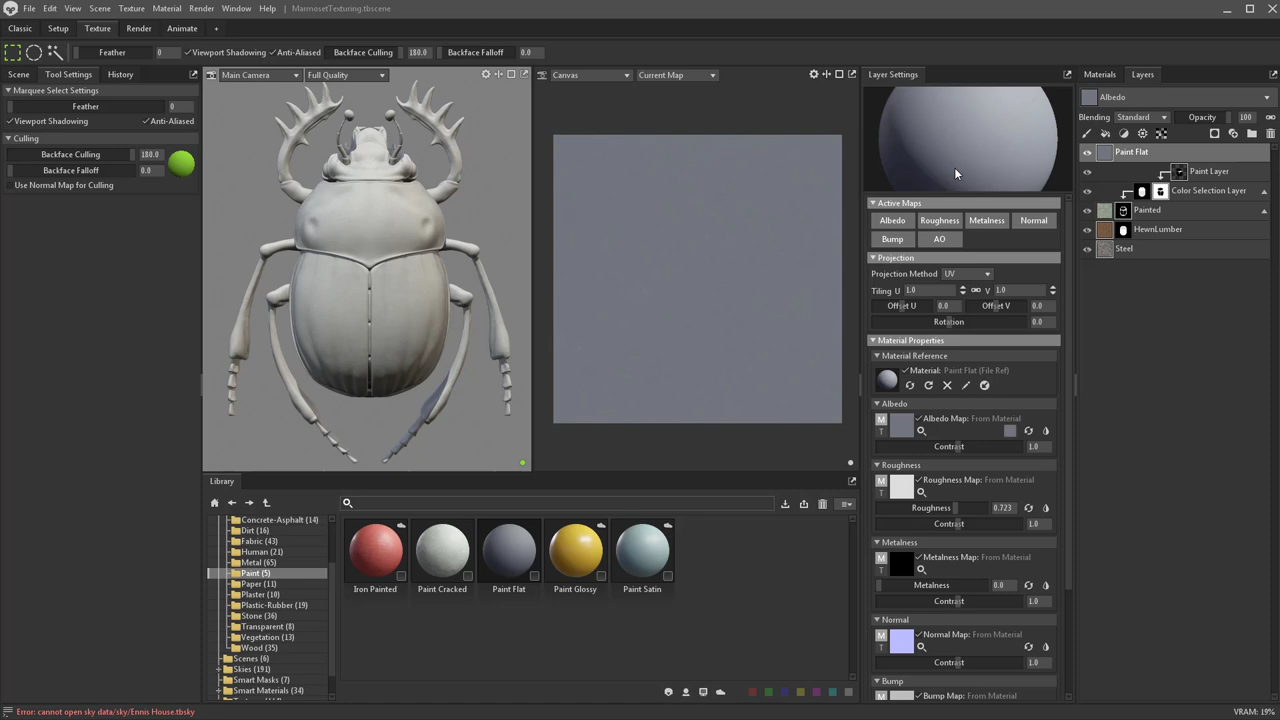 File Edit View Scene Texture Material Render Window Help MarmosetTexturing.tbscene
Classic Setup Texture Render Animate +
Feather 0 Viewport Shadowing Anti-Aliased Backface Culling 180.0 Backface Falloff 0.0
Scene Tool Settings History
Marquee Select Settings
Feather 0
Viewport Shadowing Anti-Aliased
Culling
Backface Culling 180.0
Backface Falloff 0.0
Use Normal Map for Culling
Main Camera Full Quality
Canvas Current Map
Layer Settings
Active Maps
Albedo Roughness Metalness Normal
Bump AO
Projection
Projection Method UV
Tiling U 1.0 V 1.0
Offset U 0.0 Offset V 0.0
Rotation 0.0
Material Properties
Material Reference
Material: Paint Flat (File Ref)
Albedo
M Albedo Map: From Material
T
Contrast 1.0
Roughness
M Roughness Map: From Material
T
Roughness 0.723
Contrast 1.0
Metalness
M Metalness Map: From Material
T
Metalness 0.0
Contrast 1.0
Normal
M Normal Map: From Material
T
Contrast 1.0
Bump
M Bump Map: From Material
Materials Layers
Albedo
Blending Standard Opacity 100
Paint Flat
Paint Layer
Color Selection Layer
Painted
HewnLumber
Steel
Library
Concrete-Asphalt (14)
Dirt (16)
Fabric (43)
Human (21)
Metal (65)
Paint (5)
Paper (11)
Plaster (10)
Plastic-Rubber (19)
Stone (36)
Transparent (8)
Vegetation (13)
Wood (35)
Scenes (6)
Skies (191)
Smart Masks (7)
Smart Materials (34)
Iron Painted Paint Cracked Paint Flat Paint Glossy Paint Satin
Error: cannot open sky data/sky/Ennis House.tbsky
VRAM: 19%